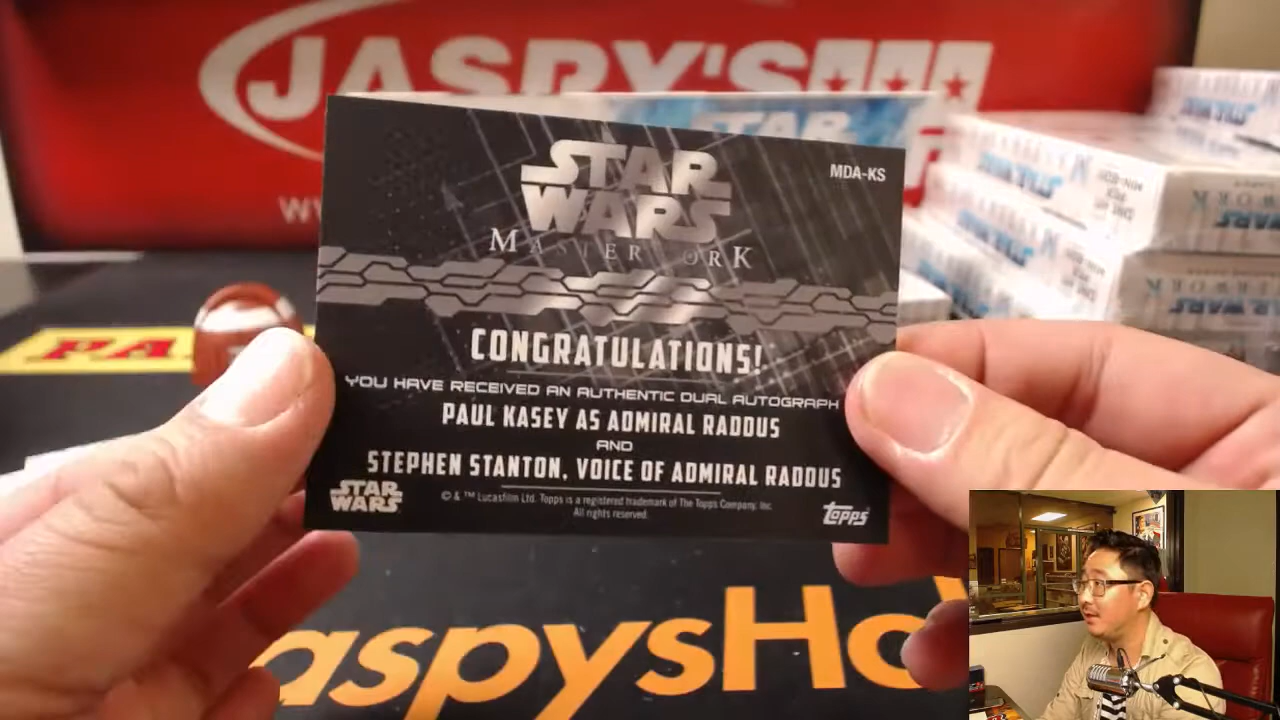 JASPY'S
STAR
STAR
WARS
MASTERWORK
MDA-KS
CONGRATULATIONS!
YOU HAVE RECEIVED AN AUTHENTIC DUAL AUTOGRAPH
PAUL KASEY AS ADMIRAL RADDUS
AND
STEPHEN STANTON, VOICE OF ADMIRAL RADDUS
STAR
WARS
© & ™ Lucasfilm Ltd. Topps is a registered trademark of The Topps Company, Inc.
All rights reserved.
topps
PA
aspysHo